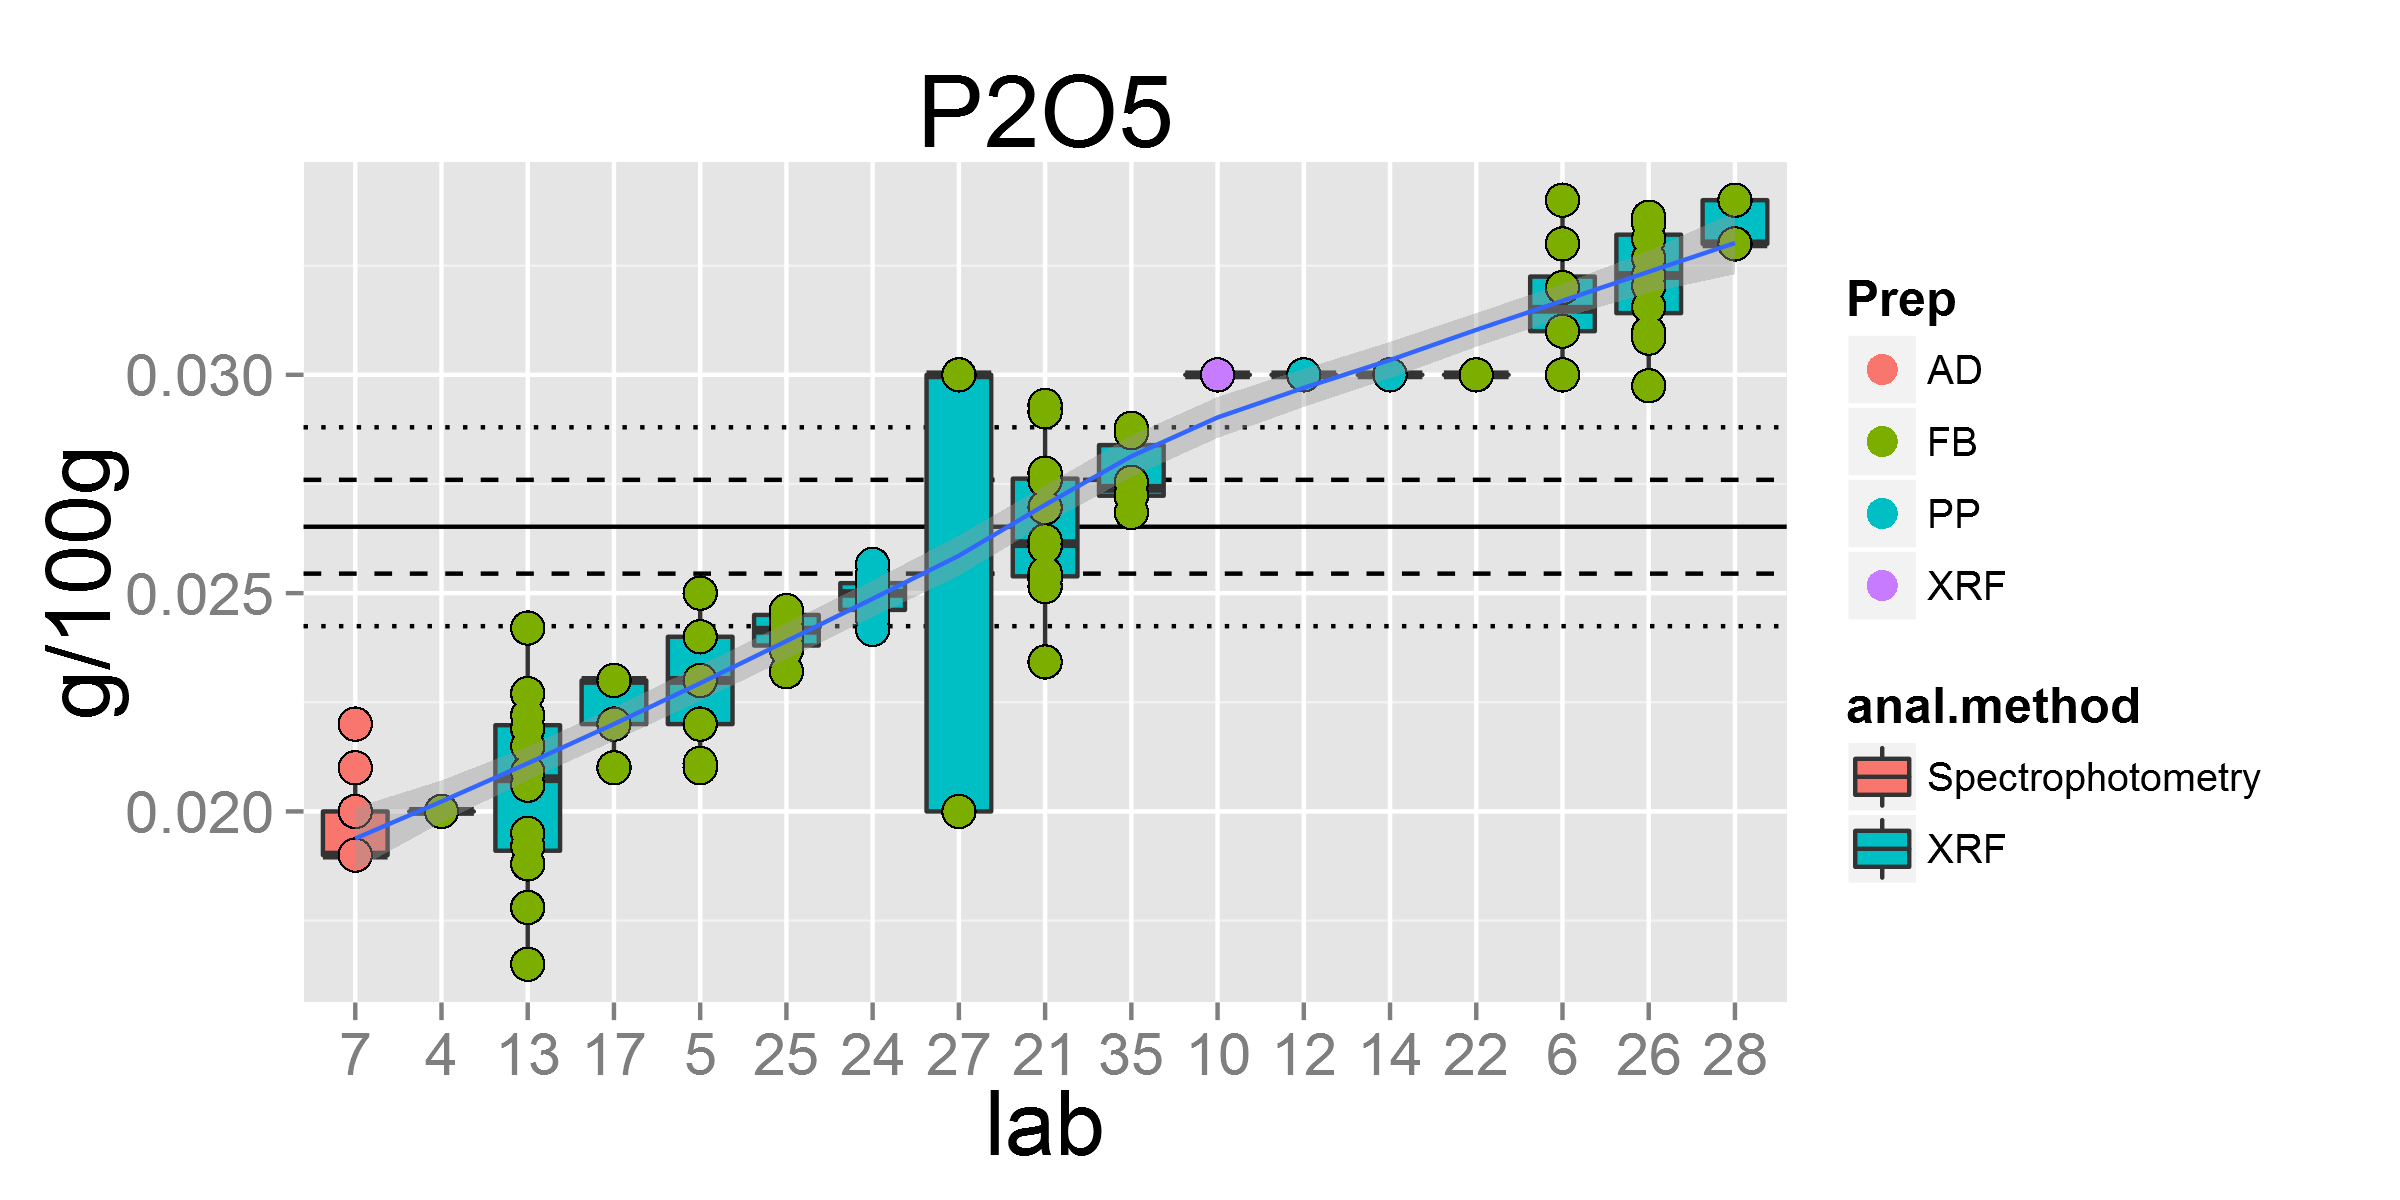 P2O5
g/100g
0.030
0.025
0.020
7 4 13 17 5 25 24 27 21 35 10 12 14 22 6 26 28
lab
Prep
AD
FB
PP
XRF
anal.method
Spectrophotometry
XRF